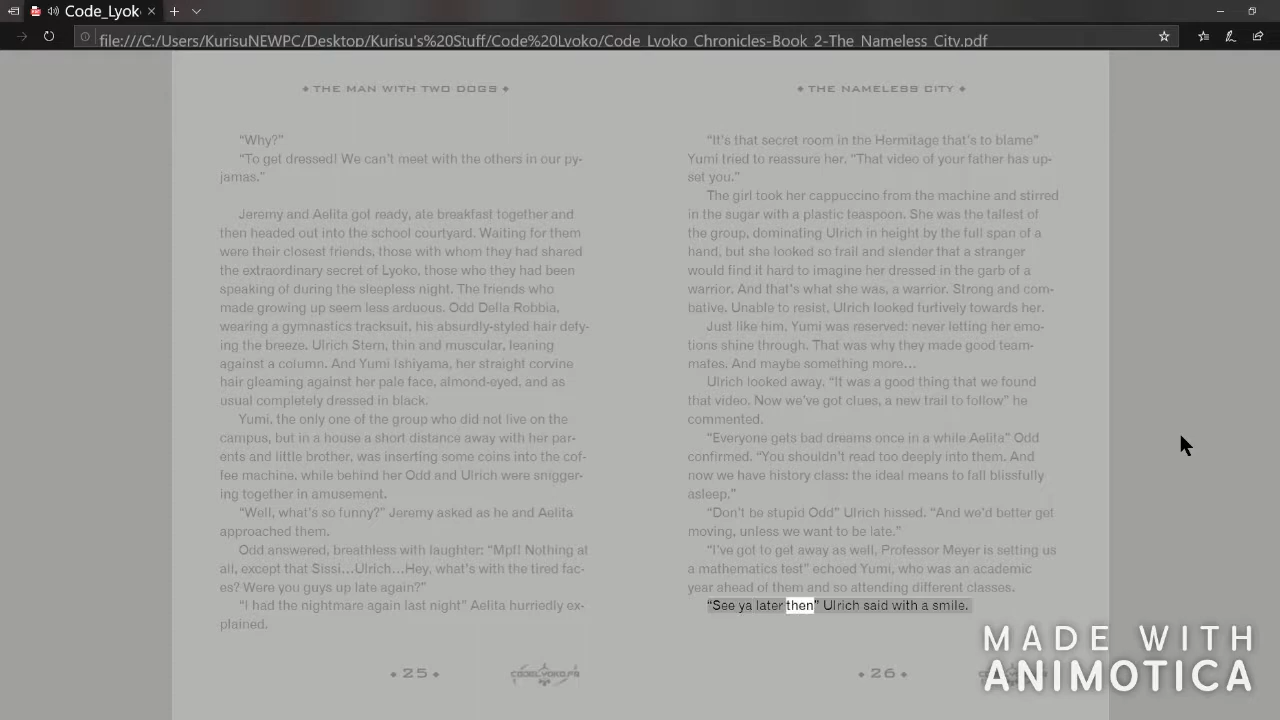 Code_Lyok
file:///C:/Users/KurisuNEWPC/Desktop/Kurisu's%20Stuff/Code%20Lyoko/Code_Lyoko_Chronicles-Book_2-The_Nameless_City.pdf
THE MAN WITH TWO DOGS
“Why?”
“To get dressed! We can’t meet with the others in our py-
jamas.”
Jeremy and Aelita got ready, ate breakfast together and
then headed out into the school courtyard. Waiting for them
were their closest friends, those with whom they had shared
the extraordinary secret of Lyoko, those who they had been
speaking of during the sleepless night. The friends who
made growing up seem less arduous. Odd Della Robbia,
wearing a gymnastics tracksuit, his absurdly-styled hair defy-
ing the breeze. Ulrich Stern, thin and muscular, leaning
against a column. And Yumi Ishiyama, her straight corvine
hair gleaming against her pale face, almond-eyed, and as
usual completely dressed in black.
Yumi, the only one of the group who did not live on the
campus, but in a house a short distance away with her par-
ents and little brother, was inserting some coins into the cof-
fee machine, while behind her Odd and Ulrich were snigger-
ing together in amusement.
“Well, what’s so funny?” Jeremy asked as he and Aelita
approached them.
Odd answered, breathless with laughter: “Mpf! Nothing at
all, except that Sissi…Ulrich…Hey, what’s with the tired fac-
es? Were you guys up late again?”
“I had the nightmare again last night” Aelita hurriedly ex-
plained.
25
CODELYOKO.FR
THE NAMELESS CITY
“It’s that secret room in the Hermitage that’s to blame”
Yumi tried to reassure her. “That video of your father has up-
set you.”
The girl took her cappuccino from the machine and stirred
in the sugar with a plastic teaspoon. She was the tallest of
the group, dominating Ulrich in height by the full span of a
hand, but she looked so frail and slender that a stranger
would find it hard to imagine her dressed in the garb of a
warrior. And that’s what she was, a warrior. Strong and com-
bative. Unable to resist, Ulrich looked furtively towards her.
Just like him, Yumi was reserved: never letting her emo-
tions shine through. That was why they made good team-
mates. And maybe something more…
Ulrich looked away. “It was a good thing that we found
that video. Now we’ve got clues, a new trail to follow” he
commented.
“Everyone gets bad dreams once in a while Aelita” Odd
confirmed. “You shouldn’t read too deeply into them. And
now we have history class: the ideal means to fall blissfully
asleep.”
“Don’t be stupid Odd” Ulrich hissed. “And we’d better get
moving, unless we want to be late.”
“I’ve got to get away as well, Professor Meyer is setting us
a mathematics test” echoed Yumi, who was an academic
year ahead of them and so attending different classes.
“See ya later then” Ulrich said with a smile.
26
MADE WITH
ANIMOTICA